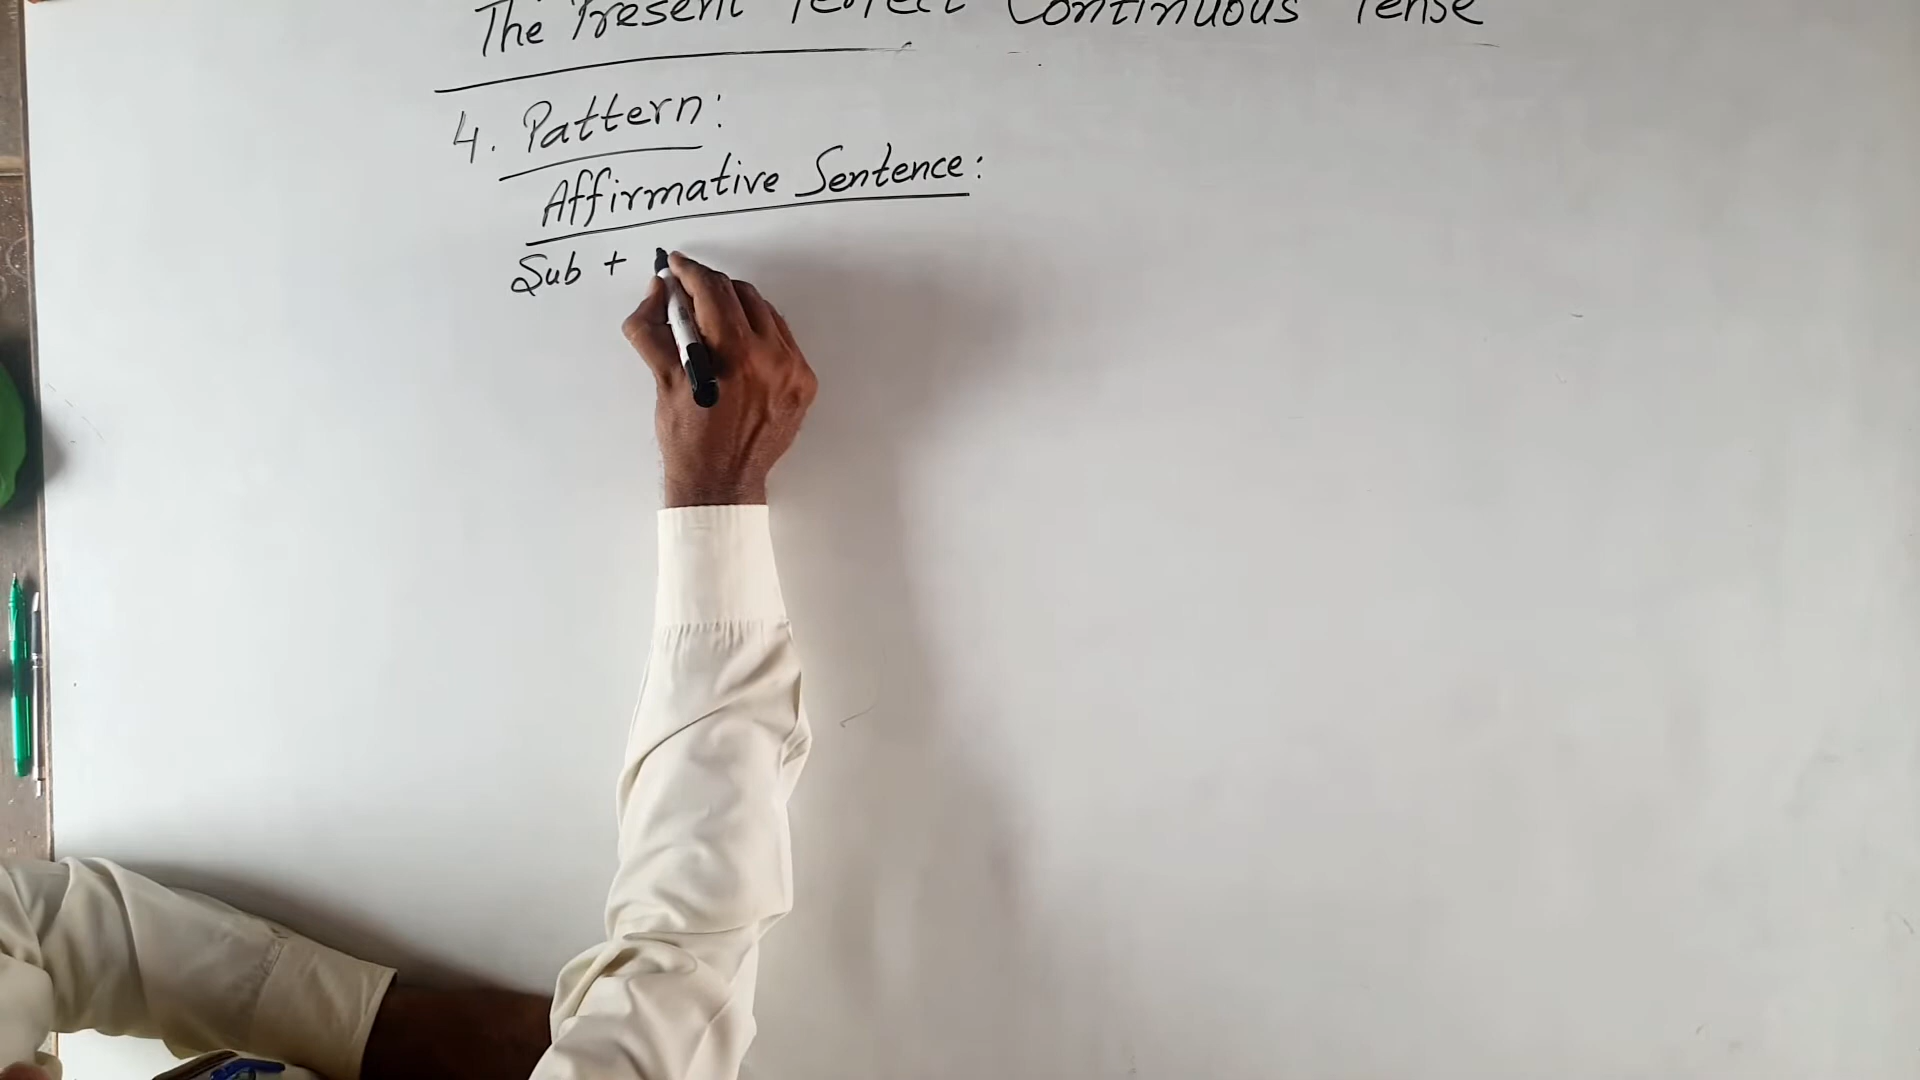 The Present Perfect Continuous Tense
4. Pattern:
Affirmative Sentence:
Sub +